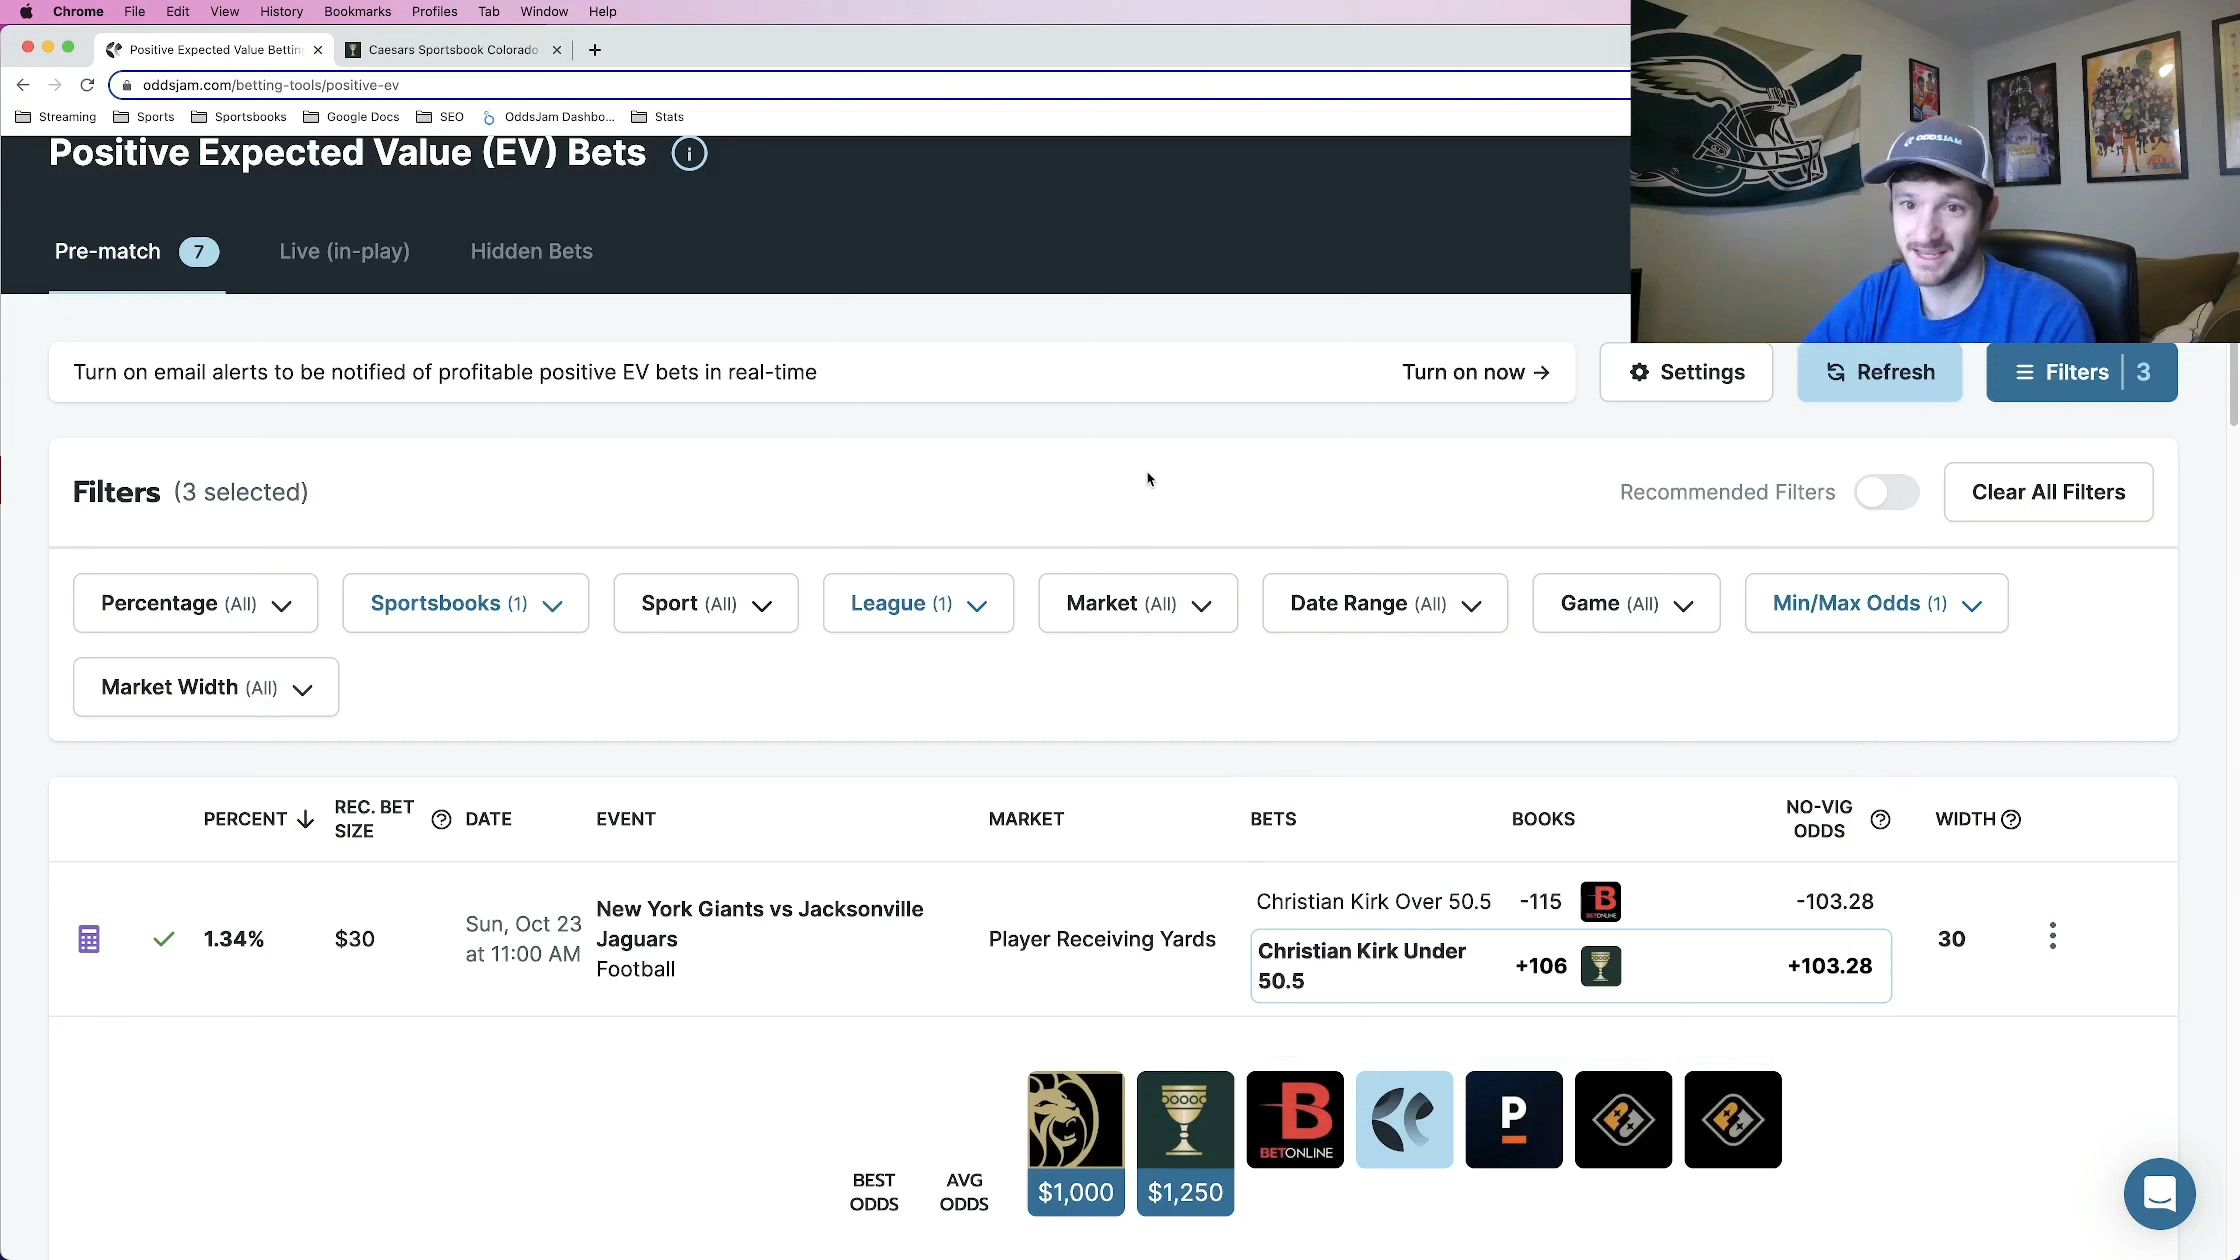 Chrome File Edit View History Bookmarks Profiles Tab Window Help
Positive Expected Value Betting
Caesars Sportsbook Colorado
oddsjam.com/betting-tools/positive-ev
Streaming Sports Sportsbooks Google Docs SEO OddsJam Dashbo... Stats
Positive Expected Value (EV) Bets
Pre-match 7 Live (in-play) Hidden Bets
ODDSJAM
Turn on email alerts to be notified of profitable positive EV bets in real-time Turn on now → Settings Refresh Filters 3
Filters (3 selected) Recommended Filters Clear All Filters
Percentage (All) Sportsbooks (1) Sport (All) League (1) Market (All) Date Range (All) Game (All) Min/Max Odds (1)
Market Width (All)
PERCENT REC. BET SIZE DATE EVENT MARKET BETS BOOKS NO-VIG ODDS WIDTH
1.34% $30
Sun, Oct 23
at 11:00 AM
New York Giants vs Jacksonville
Jaguars
Football
Player Receiving Yards
Christian Kirk Over 50.5 -115 BETONLINE -103.28
Christian Kirk Under
50.5
+106 +103.28
30
BEST
ODDS
AVG
ODDS
$1,000 $1,250
BETONLINE
P